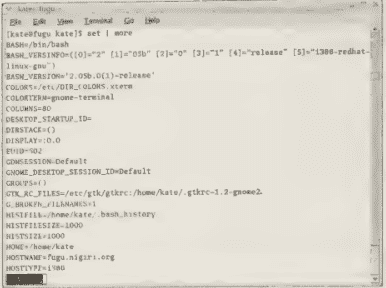 kate@fugu
File Edit View Terminal Go Help
[kate@fugu kate]$ set | more
BASH=/bin/bash
BASH_VERSINFO=([0]="2" [1]="05b" [2]="0" [3]="1" [4]="release" [5]="i386-redhat-
linux-gnu")
BASH_VERSION='2.05b.0(1)-release'
COLORS=/etc/DIR_COLORS.xterm
COLORTERM=gnome-terminal
COLUMNS=80
DESKTOP_STARTUP_ID=
DIRSTACK=()
DISPLAY=:0.0
EUID=502
GDMSESSION=Default
GNOME_DESKTOP_SESSION_ID=Default
GROUPS=()
GTK_RC_FILES=/etc/gtk/gtkrc:/home/kate/.gtkrc-1.2-gnome2
G_BROKEN_FILENAMES=1
HISTFILE=/home/kate/.bash_history
HISTFILESIZE=1000
HISTSIZE=1000
HOME=/home/kate
HOSTNAME=fugu.nigiri.org
HOSTTYPE=i386